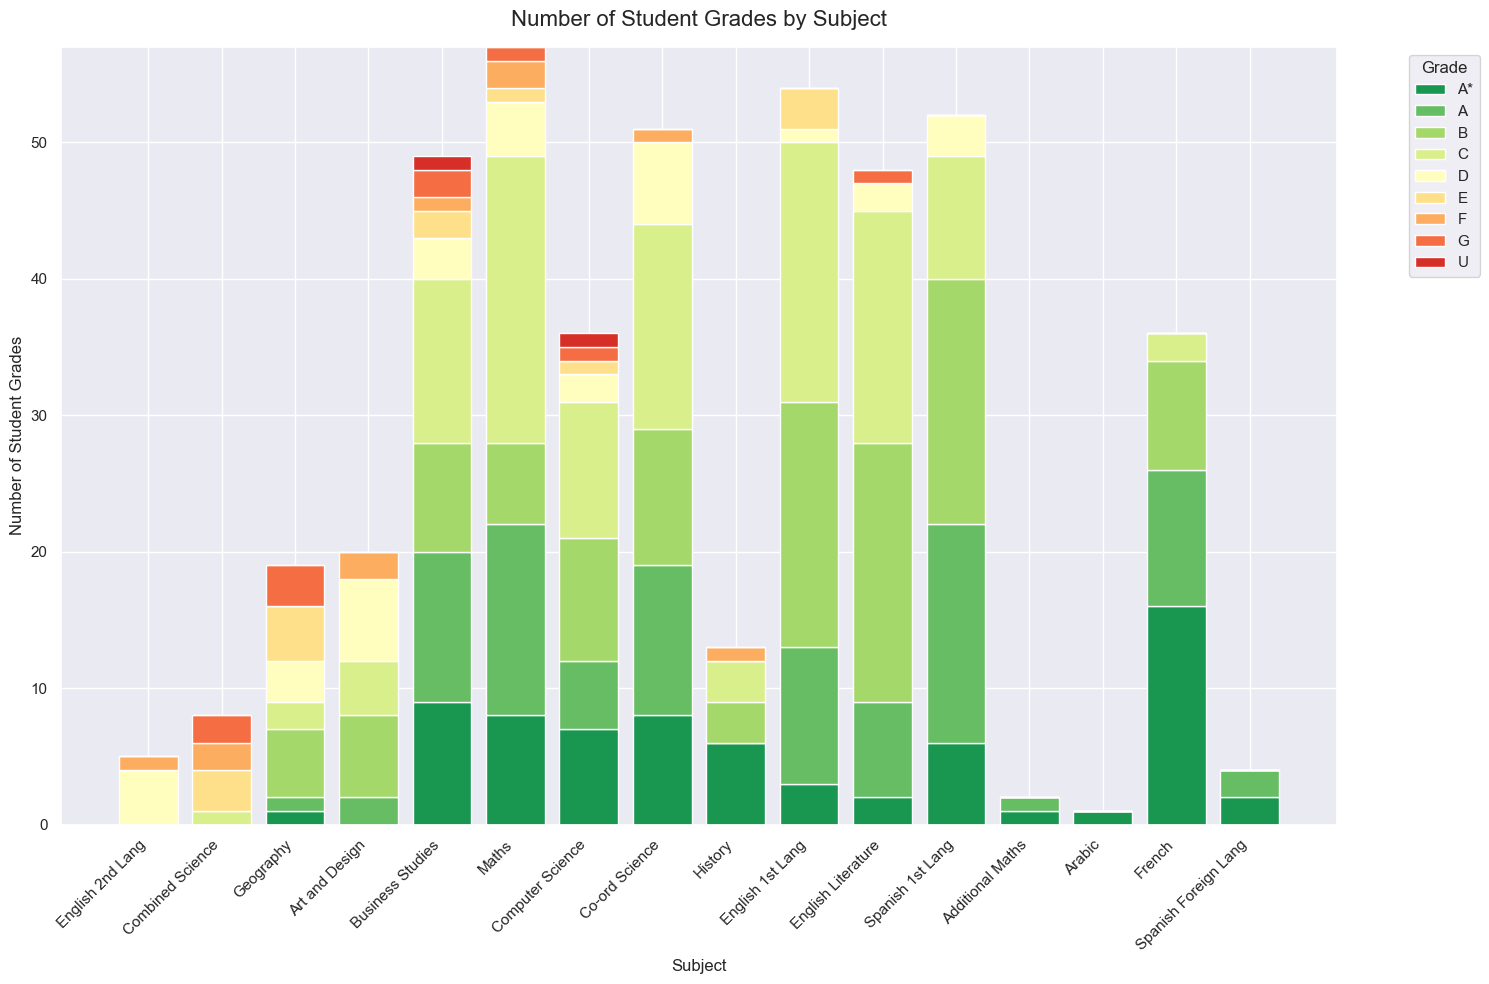 Number of Student Grades by Subject
Grade
A*
A
B
C
D
E
F
G
U
Number of Student Grades
50
40
30
20
10
0
English 2nd Lang
Combined Science
Geography
Art and Design
Business Studies
Maths
Computer Science
Co-ord Science
History
English 1st Lang
English Literature
Spanish 1st Lang
Additional Maths
Arabic
French
Spanish Foreign Lang
Subject